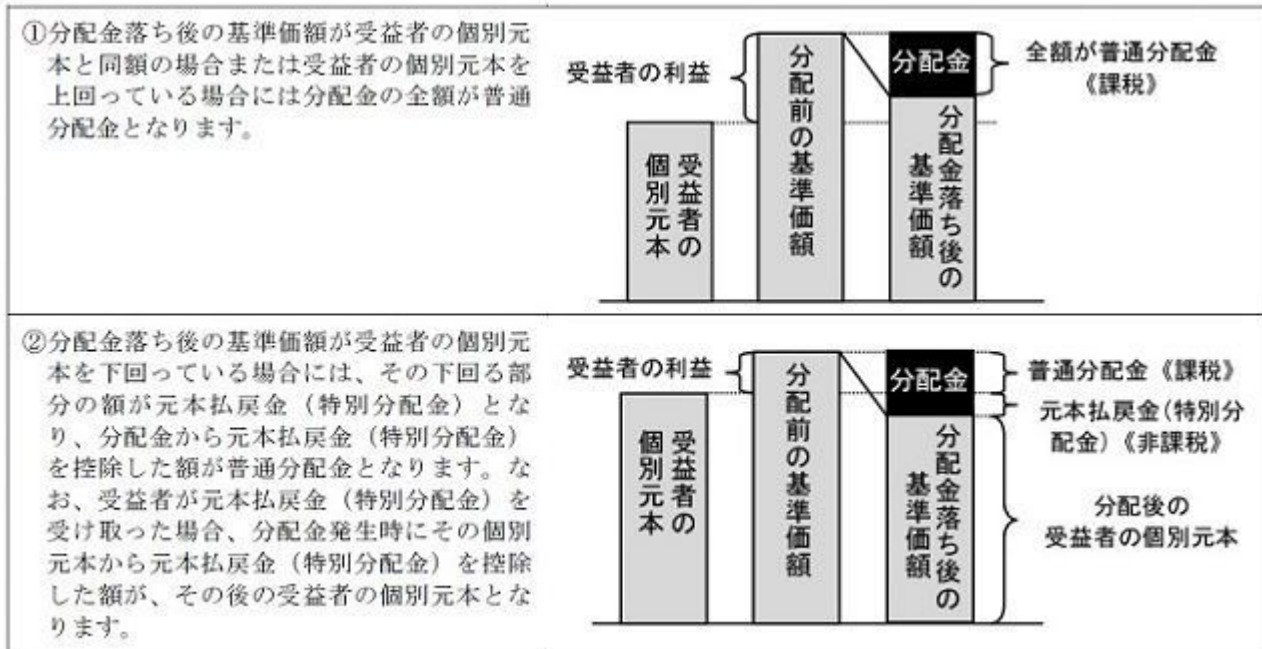 ①分配金落ち後の基準価額が受益者の個別元
本と同額の場合または受益者の個別元本を
上回っている場合には分配金の全額が普通
分配金となります。
受益者の利益
受益者の
個別元本
分配前の基準価額
分配金
分配金落ち後の
基準価額
全額が普通分配金
《課税》
②分配金落ち後の基準価額が受益者の個別元
本を下回っている場合には、その下回る部
分の額が元本払戻金（特別分配金）とな
り、分配金から元本払戻金（特別分配金）
を控除した額が普通分配金となります。な
お、受益者が元本払戻金（特別分配金）を
受け取った場合、分配金発生時にその個別
元本から元本払戻金（特別分配金）を控除
した額が、その後の受益者の個別元本とな
ります。
受益者の利益
受益者の
個別元本
分配前の基準価額
分配金
分配金落ち後の
基準価額
普通分配金《課税》
元本払戻金(特別分
配金)《非課税》
分配後の
受益者の個別元本